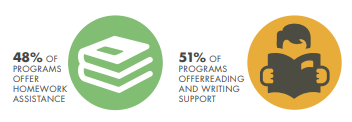 48% OF
PROGRAMS
OFFER
HOMEWORK
ASSISTANCE
51% OF
PROGRAMS
OFFERREADING
AND WRITING
SUPPORT